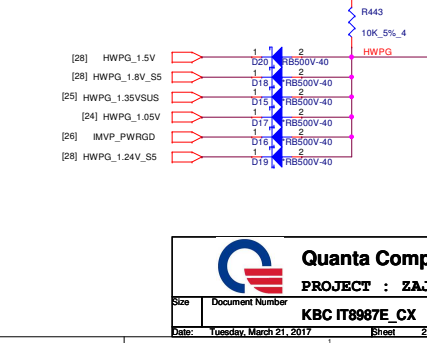 R443
10K_5%_4
HWPG
[28] HWPG_1.5V 1 2
D20 RB500V-40
[28] HWPG_1.8V_S5 1 2
D18 RB500V-40
[25] HWPG_1.35VSUS 1 2
D15 RB500V-40
[24] HWPG_1.05V 1 2
D17 RB500V-40
[26] IMVP_PWRGD 1 2
D16 RB500V-40
[28] HWPG_1.24V_S5 1 2
D19 RB500V-40
Quanta Comp
PROJECT : ZAJ
Size Document Number
KBC IT8987E_CX
Date: Tuesday, March 21, 2017 Sheet 2
1